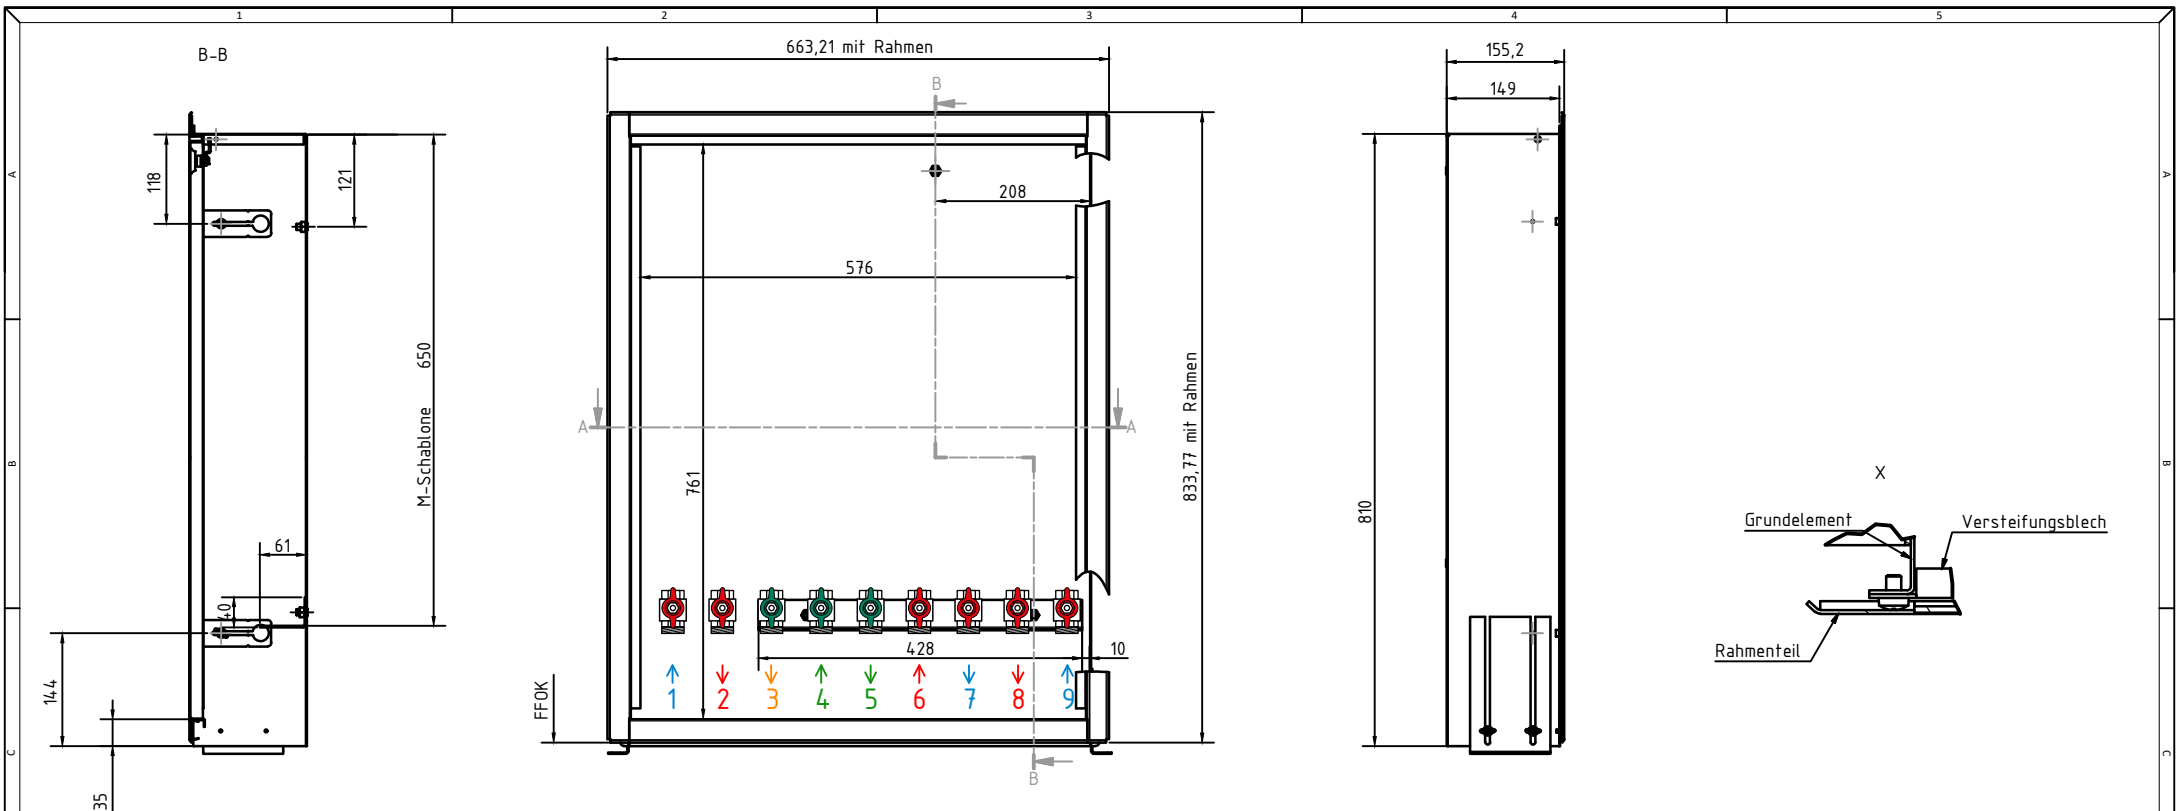 1 2 3 4 5
B-B
663,21 mit Rahmen
155,2
149
B
A
A
118
121
208
576
650
M-Schablone
833,77 mit Rahmen
A
A
B
B
761
810
X
Grundelement
Versteifungsblech
Rahmenteil
61
40
428
10
144
FFOK
1 2 3 4 5 6 7 8 9
C
C
B
35